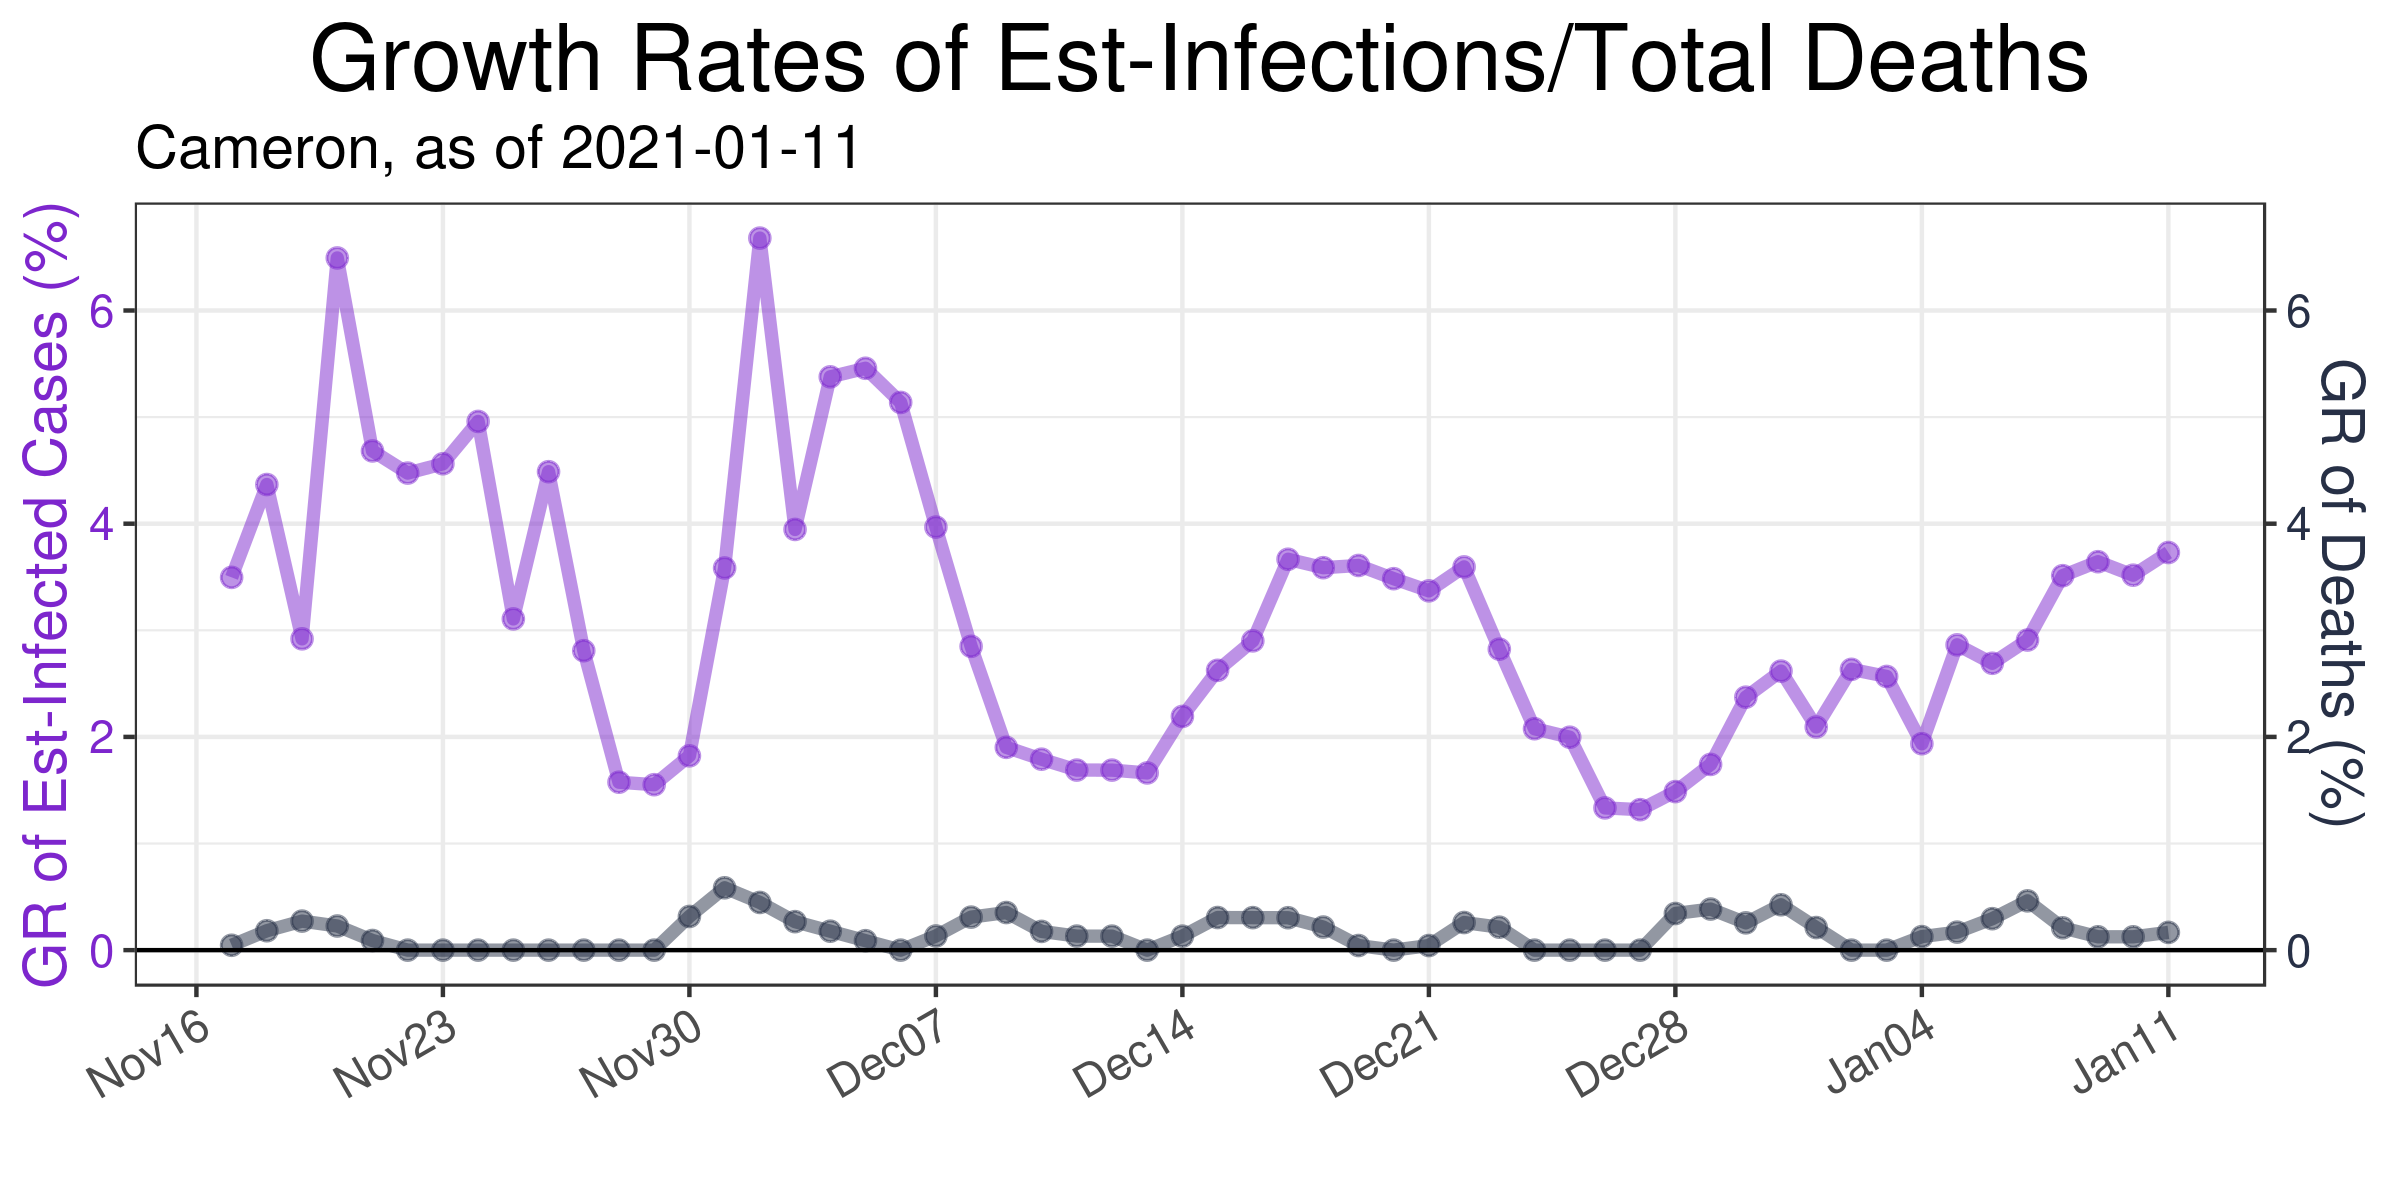 Growth Rates of Est-Infections/Total Deaths
Cameron, as of 2021-01-11
GR of Est-Infected Cases (%)
6
4
2
0
6
4
2
0
GR of Deaths (%)
Nov16
Nov23
Nov30
Dec07
Dec14
Dec21
Dec28
Jan04
Jan11